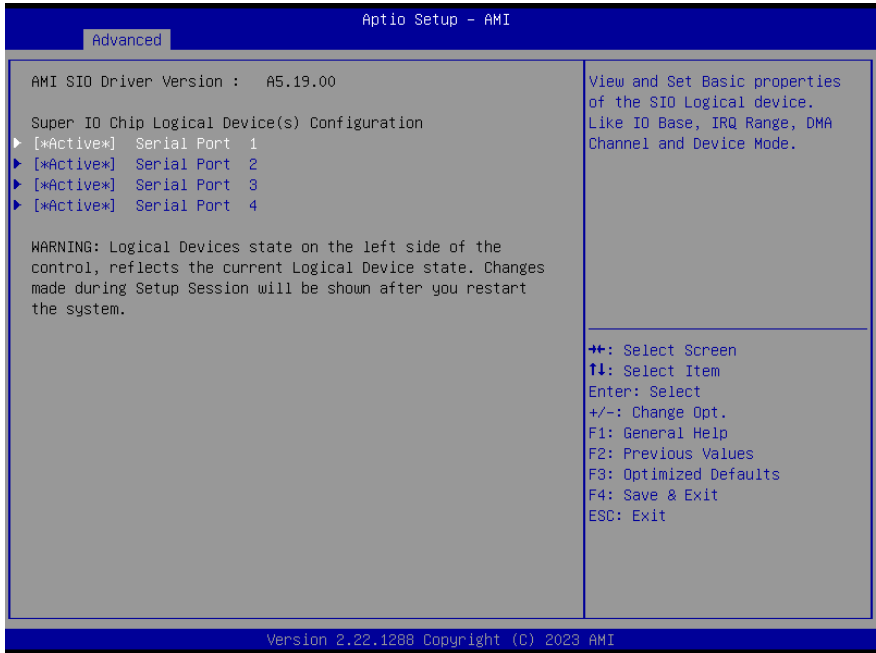 Aptio Setup – AMI
Advanced
AMI SIO Driver Version :   A5.19.00
Super IO Chip Logical Device(s) Configuration
[*Active*]  Serial Port  1
[*Active*]  Serial Port  2
[*Active*]  Serial Port  3
[*Active*]  Serial Port  4
WARNING: Logical Devices state on the left side of the
control, reflects the current Logical Device state. Changes
made during Setup Session will be shown after you restart
the system.
View and Set Basic properties
of the SIO Logical device.
Like IO Base, IRQ Range, DMA
Channel and Device Mode.
→←: Select Screen
↑↓: Select Item
Enter: Select
+/-: Change Opt.
F1: General Help
F2: Previous Values
F3: Optimized Defaults
F4: Save & Exit
ESC: Exit
Version 2.22.1288 Copyright (C) 2023 AMI